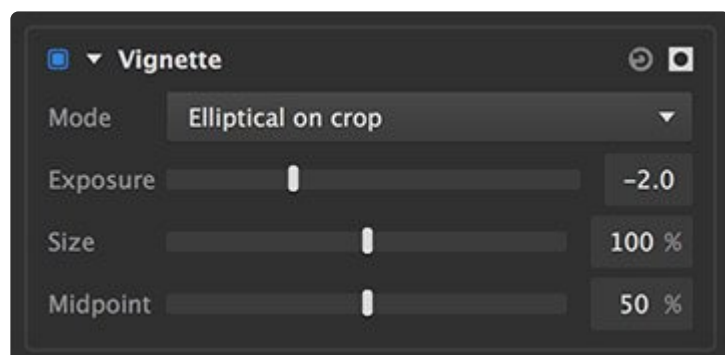 Vignette
Mode Elliptical on crop
Exposure -2.0
Size 100 %
Midpoint 50 %